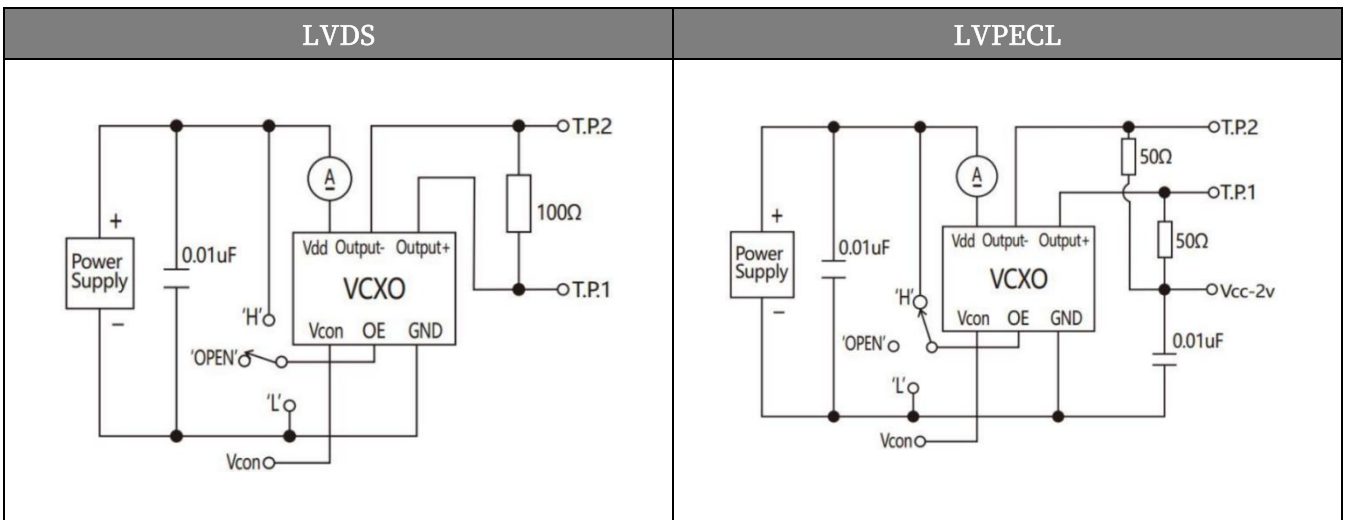 LVDS
T.P.2
A
+
100Ω
Power
Supply
0.01uF
Vdd Output- Output+
VCXO
T.P.1
−
'H'
Vcon OE GND
'OPEN'
'L'
Vcon
LVPECL
T.P.2
50Ω
A
T.P.1
+
50Ω
Power
Supply
0.01uF
Vdd Output- Output+
VCXO
Vcc-2v
−
'H'
Vcon OE GND
'OPEN'
0.01uF
'L'
Vcon